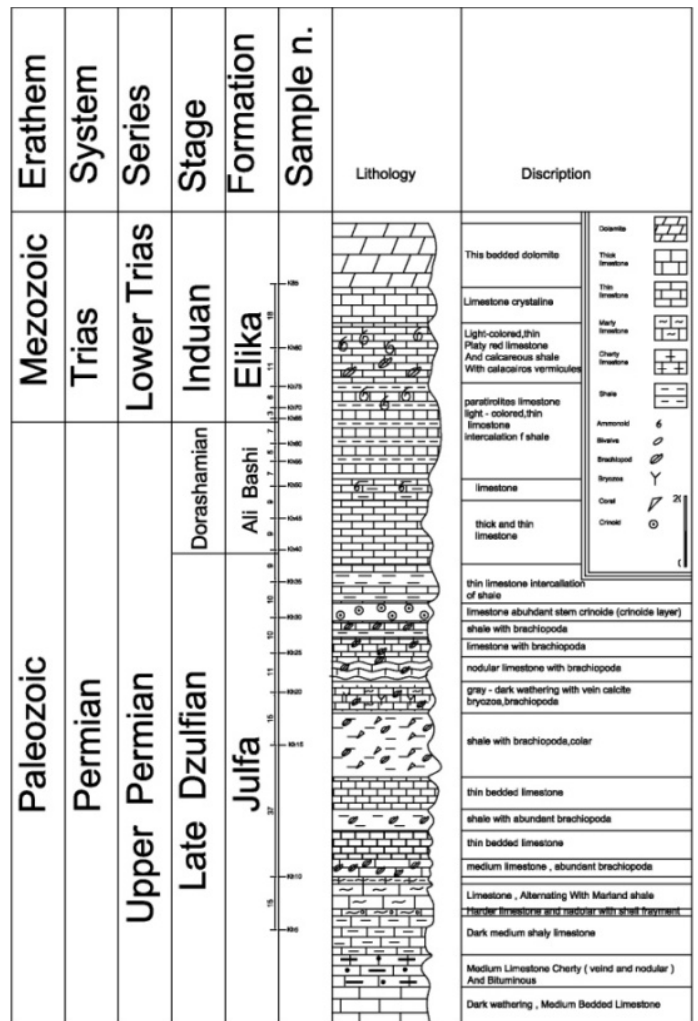 Erathem
System
Series
Stage
Formation
Sample n.
Lithology
Discription
Mezozoic
Trias
Lower Trias
Induan
Elika
Paleozoic
Permian
Upper Permian
Dorashamian
Ali Bashi
Late Dzulfian
Julfa
This bedded dolomite
Limestone crystaline
Light-colored,thin
Platy red limestone
And calcareous shale
With calacairos vermicules
paratirolites limestone
light - colored,thin
limestone
intercalation f shale
limestone
thick and thin
limestone
thin limestone intercallation
of shale
limestone abuhdant stem crinoide (crinoide layer)
shale with brachiopoda
limestone with brachiopoda
nodular limestone with brachiopoda
gray - dark wathering with vein calcite
bryozoa,brachiopoda
shale with brachiopoda,colar
thin bedded limestone
shale with abundant brachiopoda
thin bedded limestone
medium limestone , abundant brachiopoda
Limestone , Alternating With Marland shale
Harder limestone and nadolar with shell frayment
Dark medium shaly limestone
Medium Limestone Cherty ( veind and nodular )
And Bituminous
Dark wathering , Medium Bedded Limestone
Dolomite
Thick
limestone
Thin
limestone
Marly
limestone
Cherty
limestone
Shale
Ammonoid
Bivalve
Brachiopod
Bryozoa
Coral
Crinoid